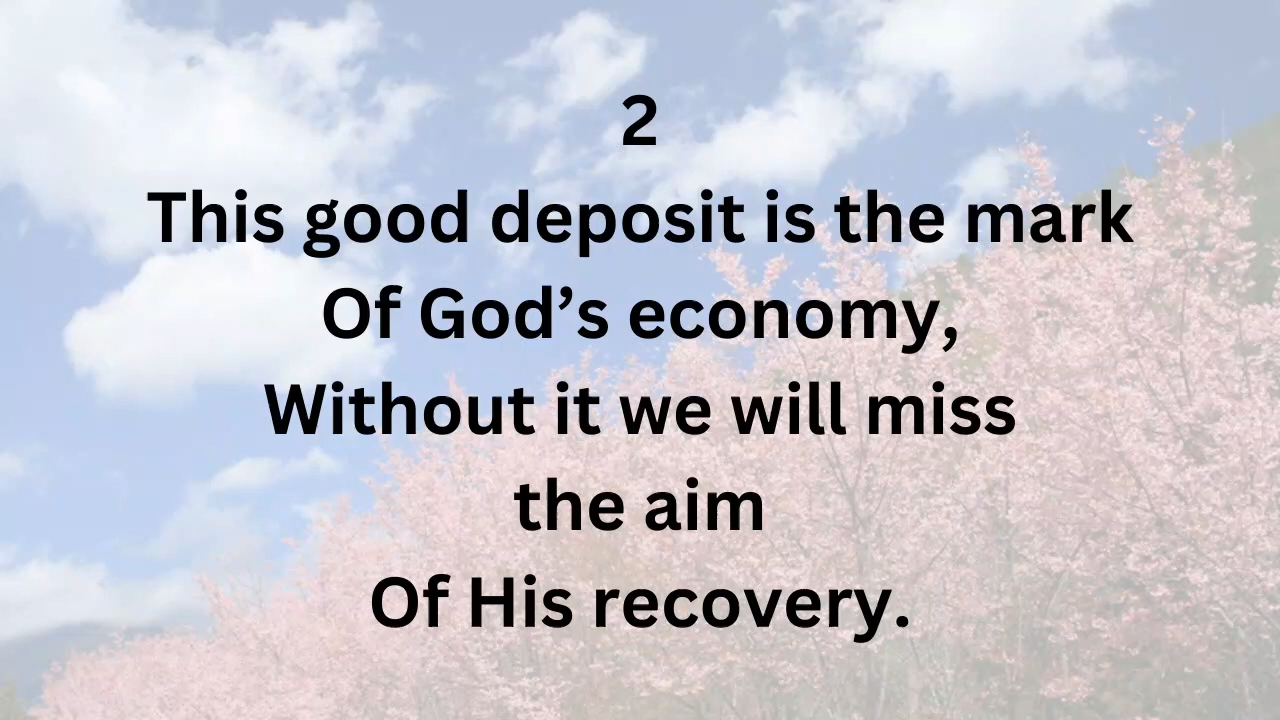 2
This good deposit is the mark
Of God’s economy,
Without it we will miss
the aim
Of His recovery.